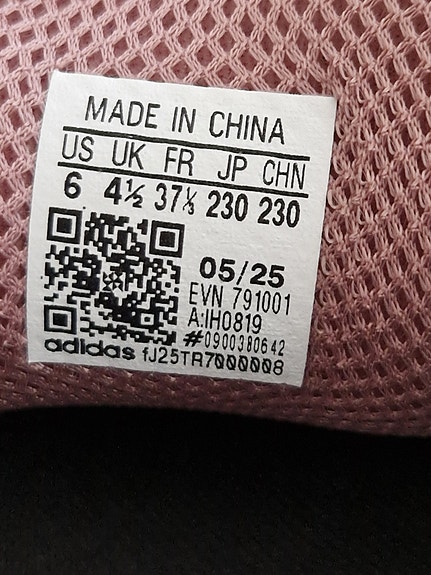 MADE IN CHINA
US UK FR JP CHN
6 4½ 37⅓ 230 230
05/25
EVN 791001
A:IH0819
#0900380642
adidas fJ25TR7000008